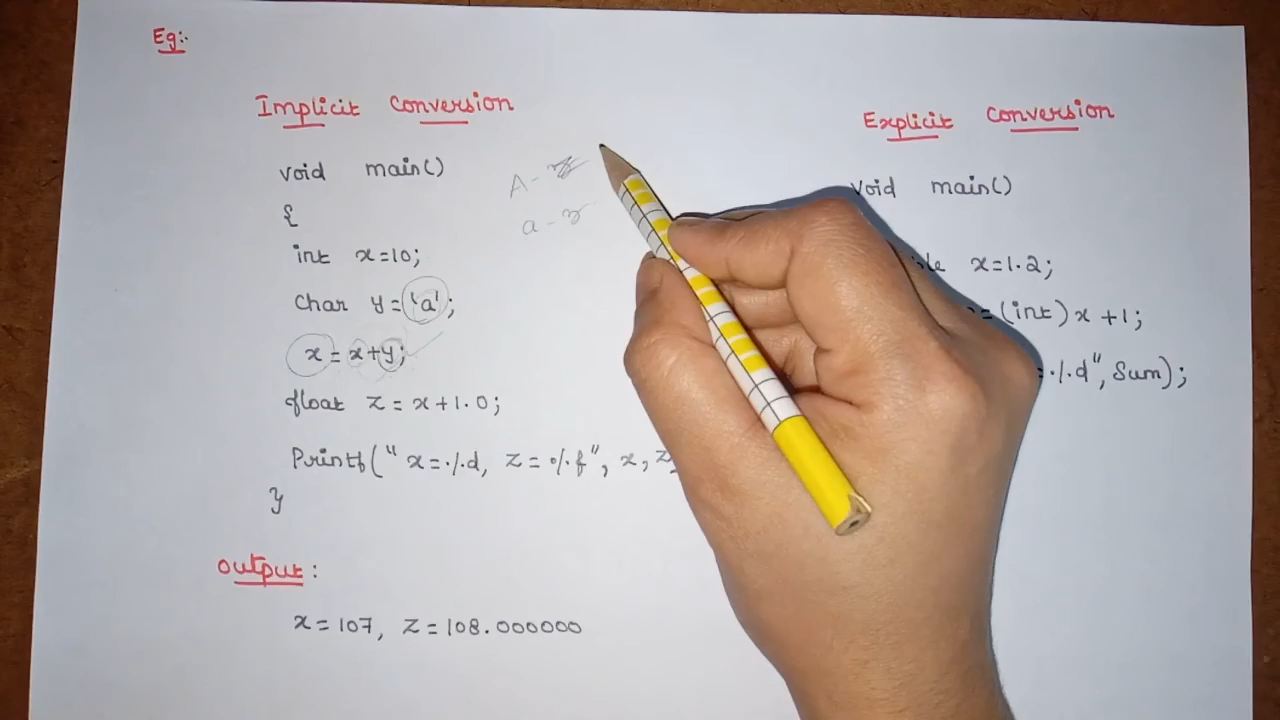 Eg:-
Implicit Conversion
void main()
{
int x=10;
Char y='a';
x=x+y;
float z=x+1.0;
Printf("x=%d, z=%f", x, z
}
output:
x=107, z=108.000000
A-z
a-z
Explicit Conversion
void main()
x=1.2;
=(int)x+1;
=%d", Sum);